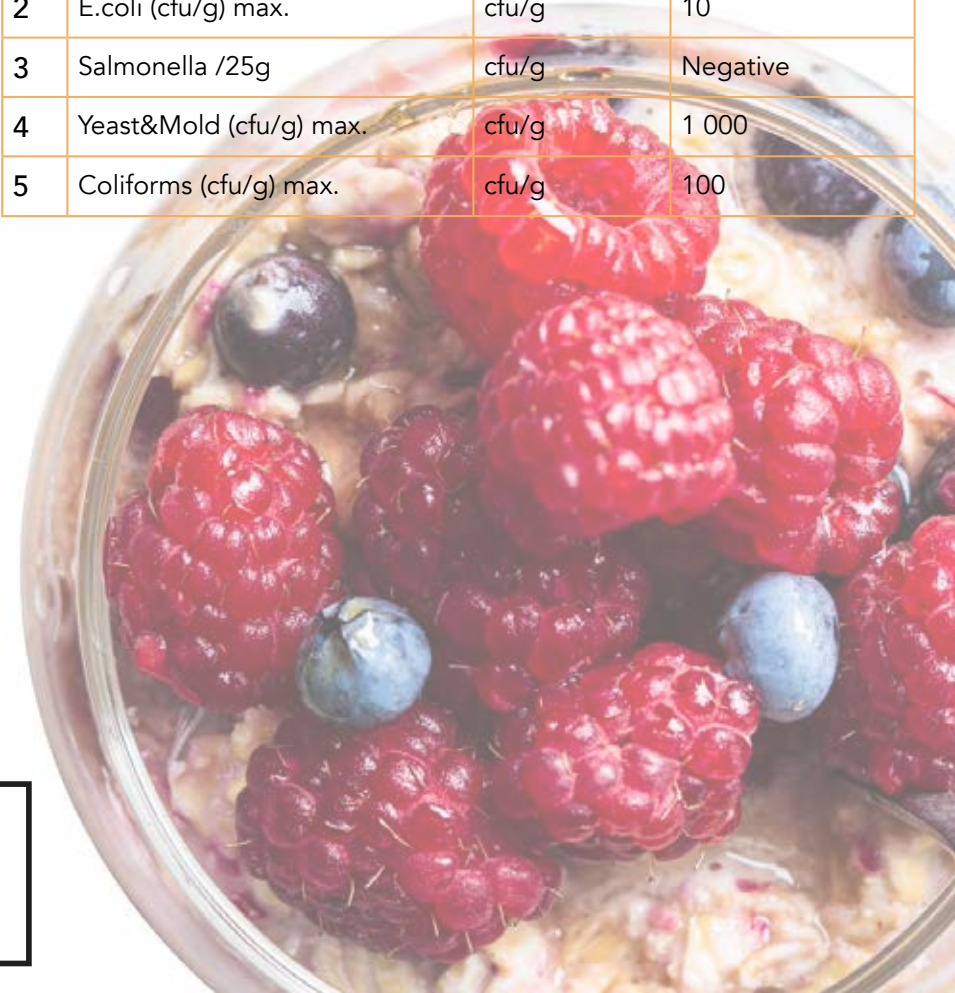 2 E.coli (cfu/g) max. cfu/g 10
3 Salmonella /25g cfu/g Negative
4 Yeast&Mold (cfu/g) max. cfu/g 1 000
5 Coliforms (cfu/g) max. cfu/g 100